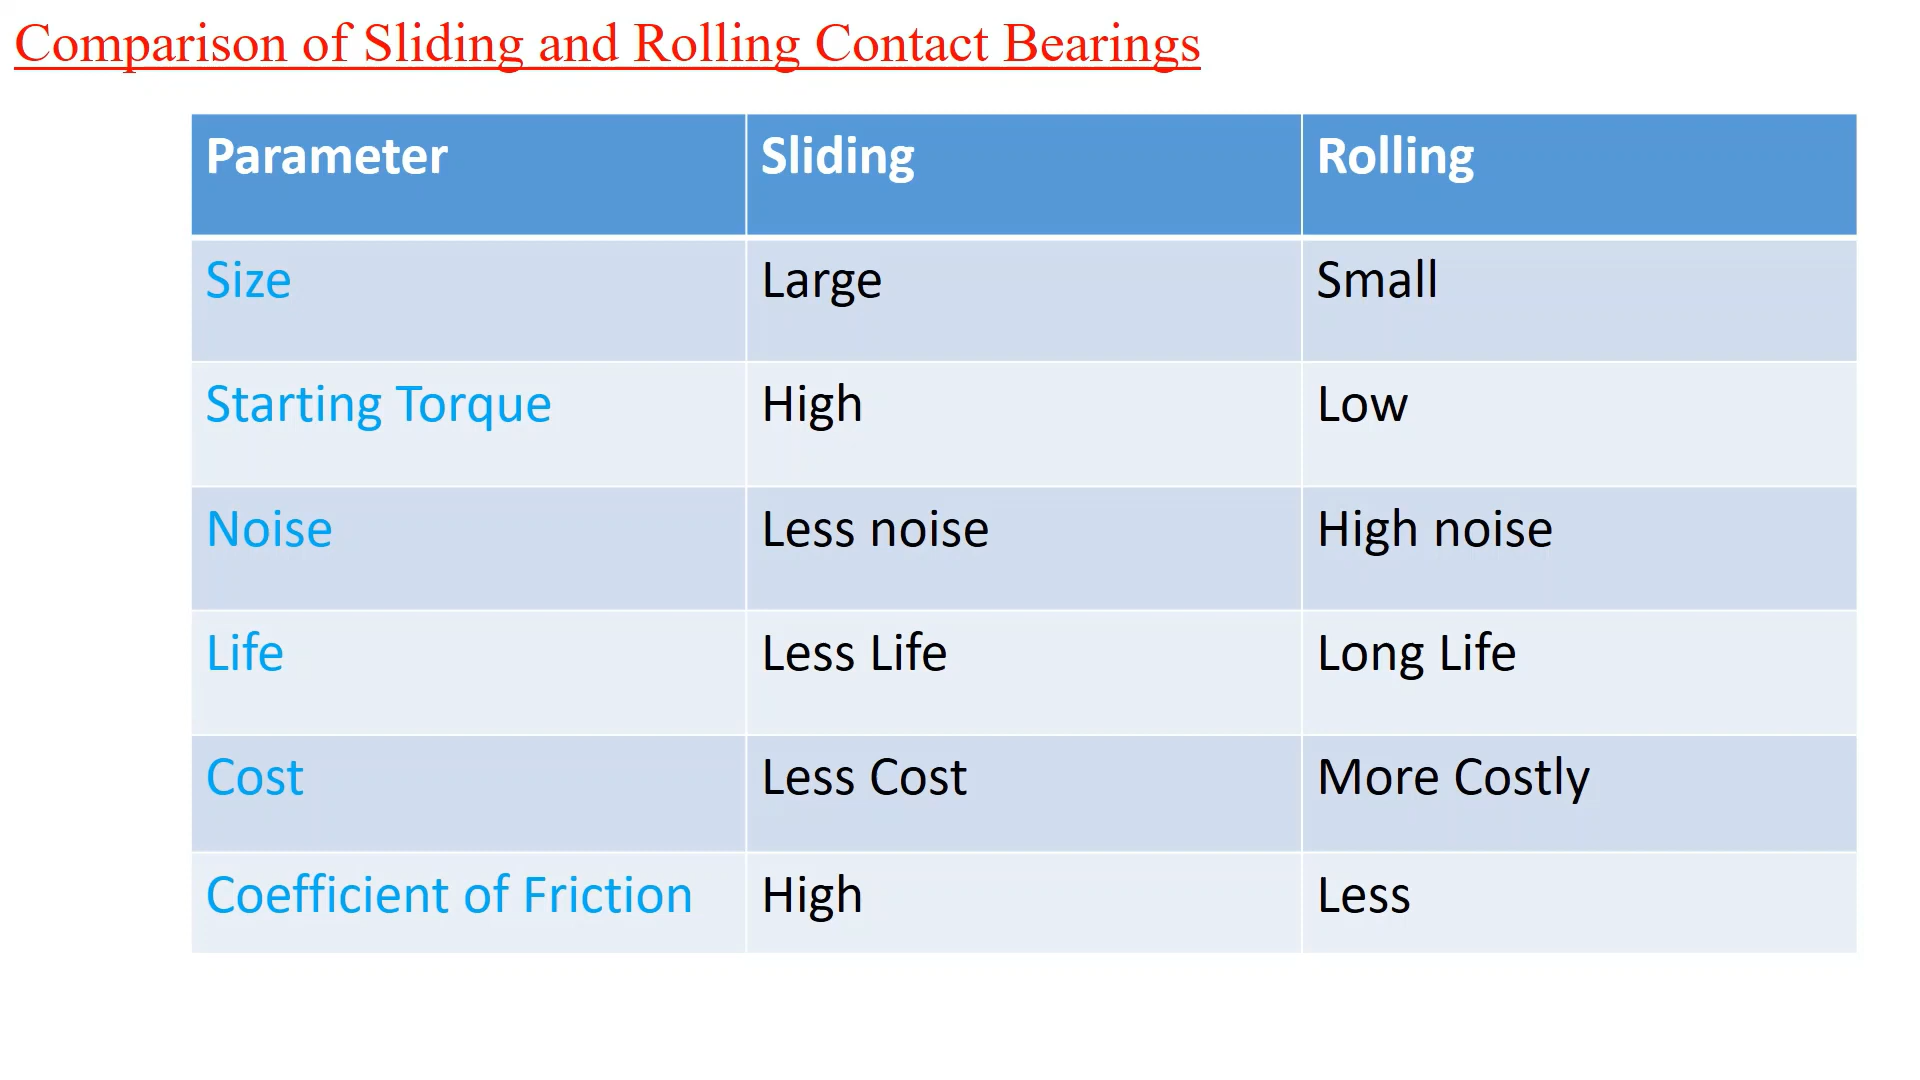 Comparison of Sliding and Rolling Contact Bearings
Parameter Sliding Rolling
Size Large Small
Starting Torque High Low
Noise Less noise High noise
Life Less Life Long Life
Cost Less Cost More Costly
Coefficient of Friction High Less